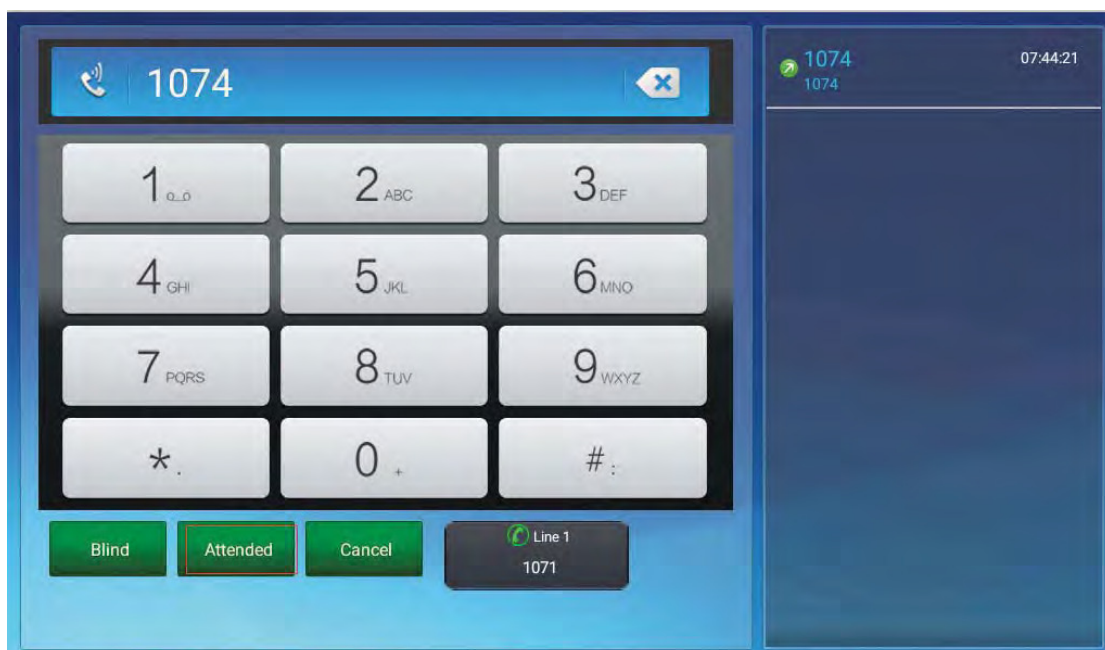 1074
1074 07:44:21
1074
1 o_o
2 ABC
3 DEF
4 GHI
5 JKL
6 MNO
7 PQRS
8 TUV
9 WXYZ
* .
0 +
# :
Blind
Attended
Cancel
Line 1
1071